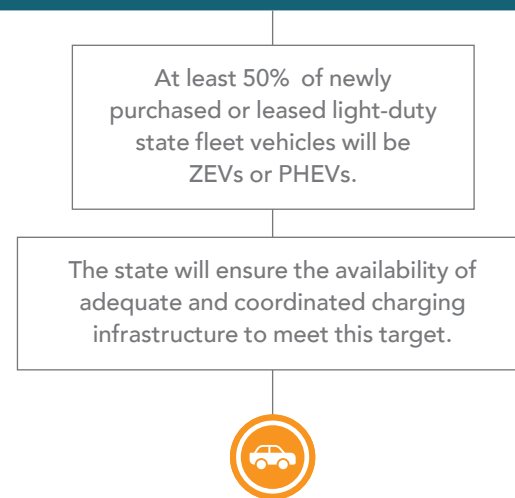 At least 50% of newly
purchased or leased light-duty
state fleet vehicles will be
ZEVs or PHEVs.
The state will ensure the availability of
adequate and coordinated charging
infrastructure to meet this target.